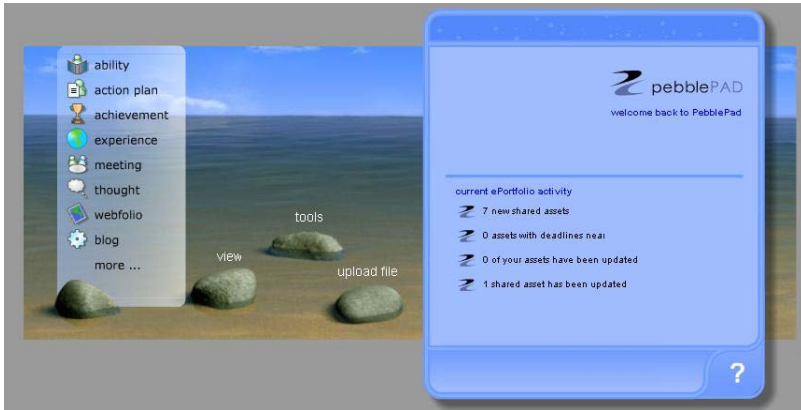 ability
action plan
achievement
experience
meeting
thought
webfolio
blog
more ...
view
tools
upload file
pebblePAD
welcome back to PebblePad
current ePortfolio activity
7 new shared assets
0 assets with deadlines near
0 of your assets have been updated
1 shared asset has been updated
?